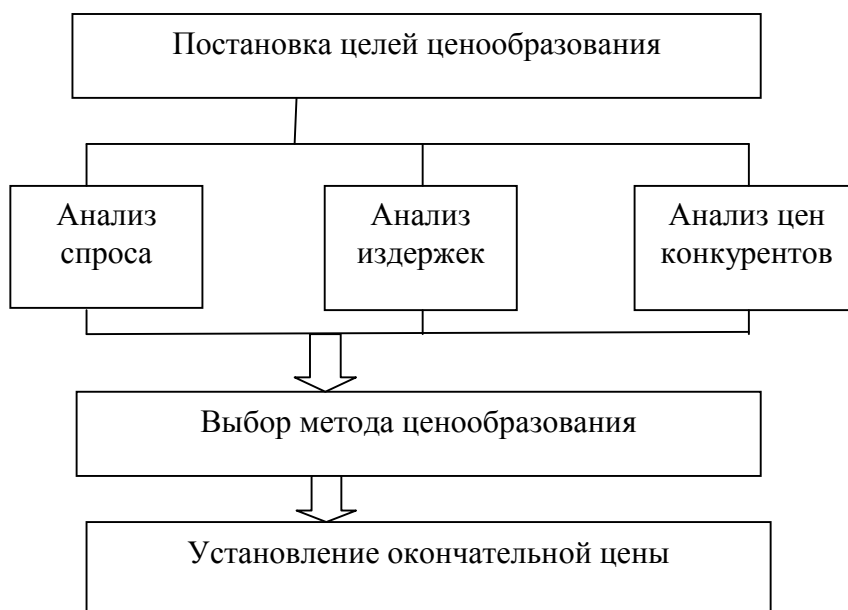 Постановка целей ценообразования
Анализ
спроса
Анализ
издержек
Анализ цен
конкурентов
Выбор метода ценообразования
Установление окончательной цены